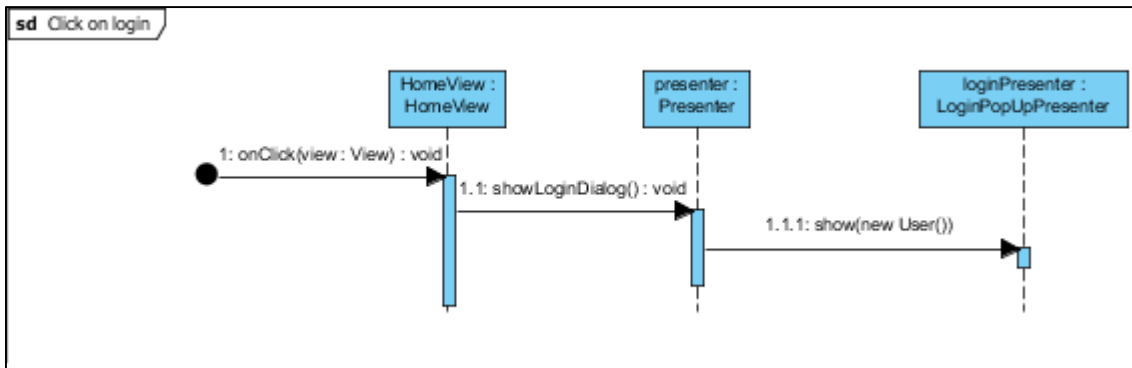 sd Click on login
HomeView :
HomeView
presenter :
Presenter
loginPresenter :
LoginPopUpPresenter
1: onClick(view : View) : void
1.1: showLoginDialog() : void
1.1.1: show(new User())